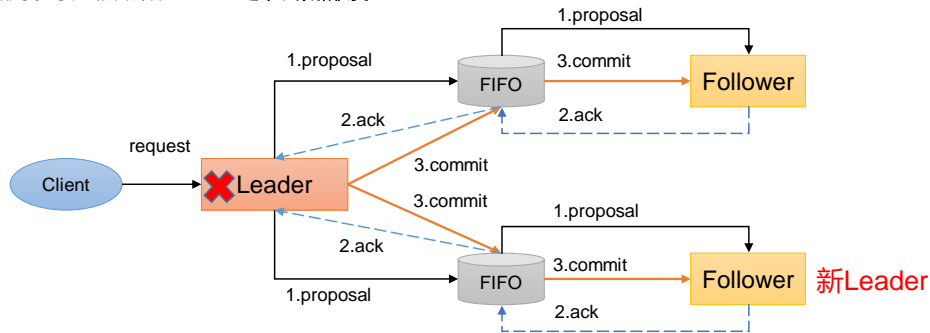 1.proposal
1.proposal
3.commit
FIFO
Follower
2.ack
2.ack
request
3.commit
Client
Leader
3.commit
1.proposal
2.ack
3.commit
FIFO
Follower
新Leader
1.proposal
2.ack